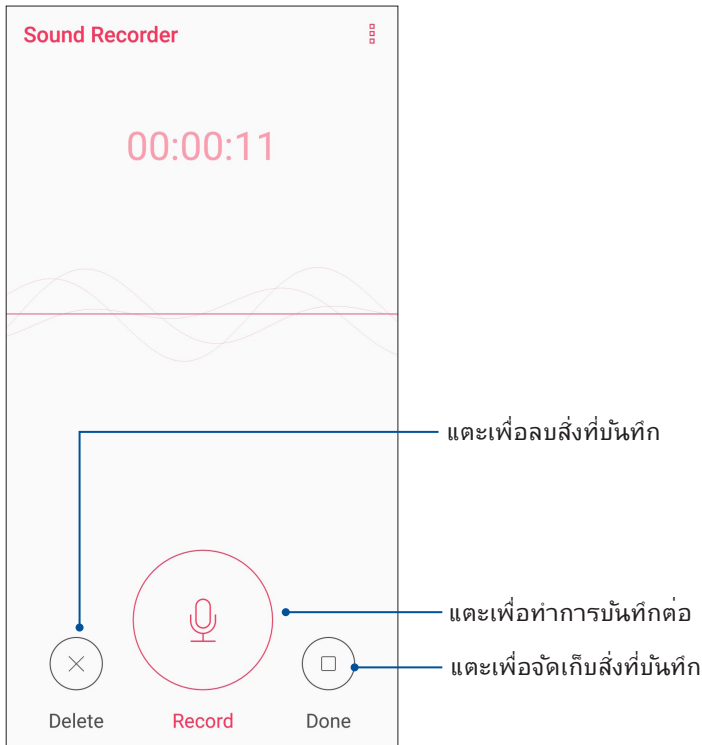 Sound Recorder
00:00:11
แตะเพื่อลบสิ่งที่บันทึก
แตะเพื่อทำการบันทึกต่อ
แตะเพื่อจัดเก็บสิ่งที่บันทึก
Delete Record Done